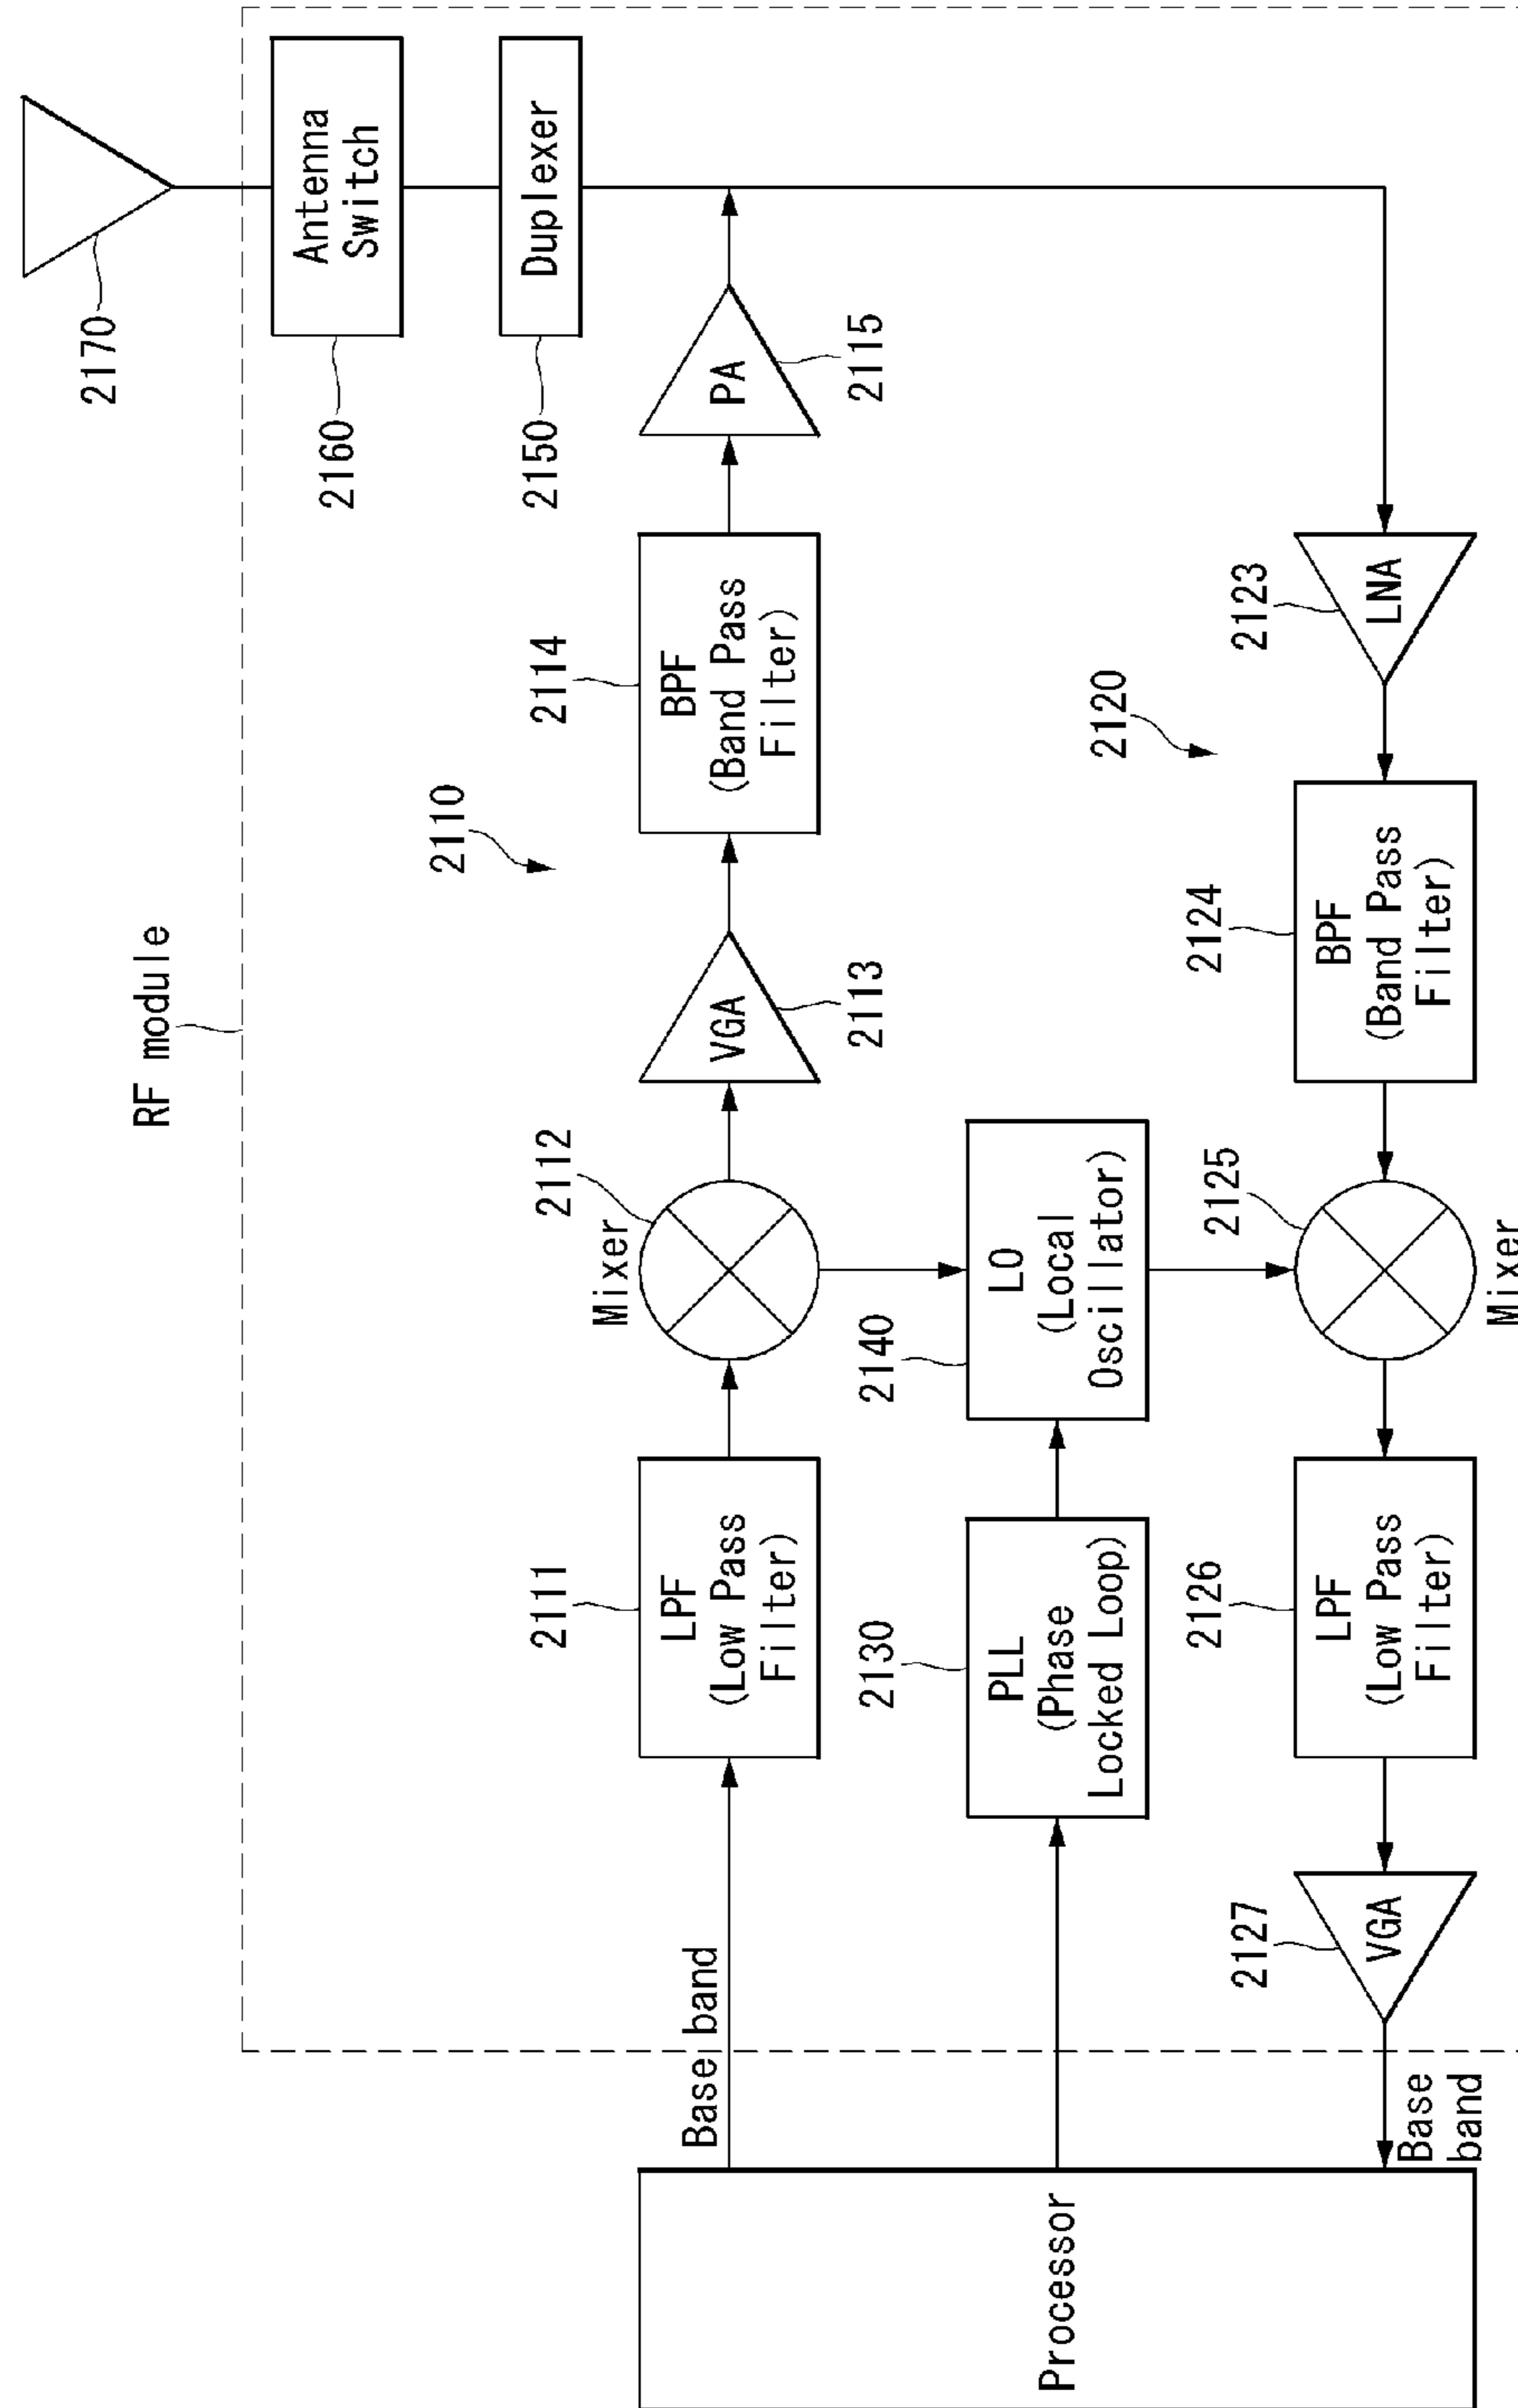 RF module
2170
Antenna
Switch
2160
Duplexer
2150
2110
Base band
2111
LPF
(Low Pass
Filter)
Mixer
2112
VGA
2113
2114
BPF
(Band Pass
Filter)
PA
2115
Processor
2130
PLL
(Phase
Locked Loop)
2140
LO
(Local
Oscillator)
2120
2123
LNA
2124
BPF
(Band Pass
Filter)
2125
Mixer
2126
LPF
(Low Pass
Filter)
2127
VGA
Base
band